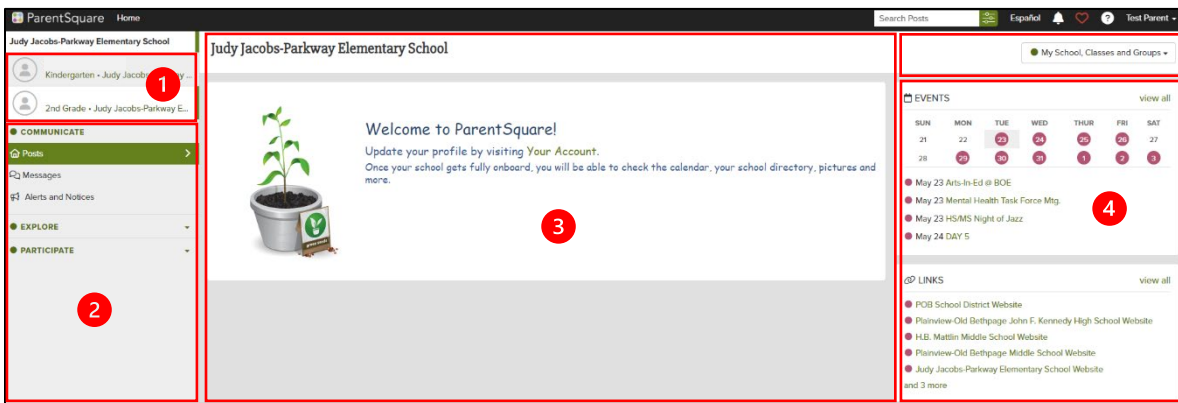 ParentSquare Home Search Posts Español ? Test Parent
Judy Jacobs-Parkway Elementary School
Kindergarten • Judy Jacobs-Parkway ...
1
2nd Grade • Judy Jacobs-Parkway E...
COMMUNICATE
Posts
Messages
Alerts and Notices
EXPLORE
PARTICIPATE
2
Judy Jacobs-Parkway Elementary School
Welcome to ParentSquare!
Update your profile by visiting Your Account.
Once your school gets fully onboard, you will be able to check the calendar, your school directory, pictures and
more.
3
My School, Classes and Groups
EVENTS view all
SUN MON TUE WED THUR FRI SAT
21 22 23 24 25 26 27
28 29 30 31 1 2 3
May 23 Arts-In-Ed @ BOE
May 23 Mental Health Task Force Mtg.
May 23 HS/MS Night of Jazz
May 24 DAY 5
4
LINKS view all
POB School District Website
Plainview-Old Bethpage John F. Kennedy High School Website
H.B. Mattlin Middle School Website
Plainview-Old Bethpage Middle School Website
Judy Jacobs-Parkway Elementary School Website
and 3 more